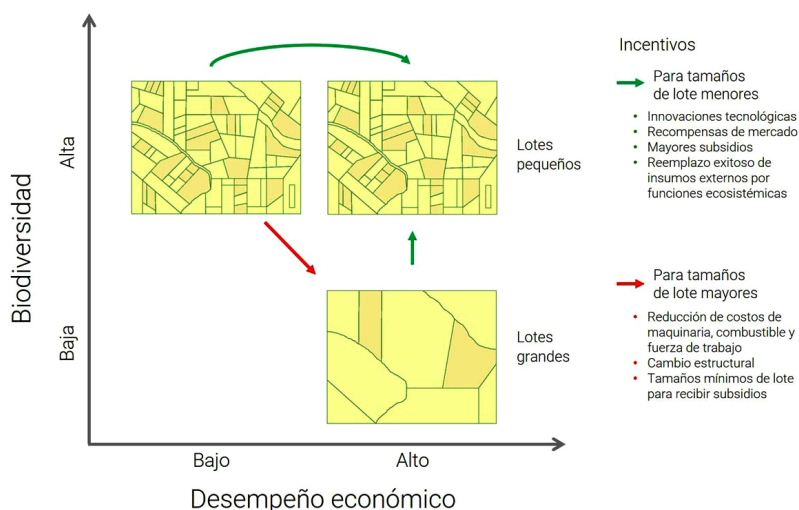 Incentivos
Para tamaños
de lote menores
• Innovaciones tecnológicas
• Recompensas de mercado
• Mayores subsidios
• Reemplazo exitoso de
insumos externos por
funciones ecosistémicas
Lotes
pequeños
Alta
Biodiversidad
Baja
Lotes
grandes
Para tamaños
de lote mayores
• Reducción de costos de
maquinaria, combustible y
fuerza de trabajo
• Cambio estructural
• Tamaños mínimos de lote
para recibir subsidios
Bajo
Alto
Desempeño económico